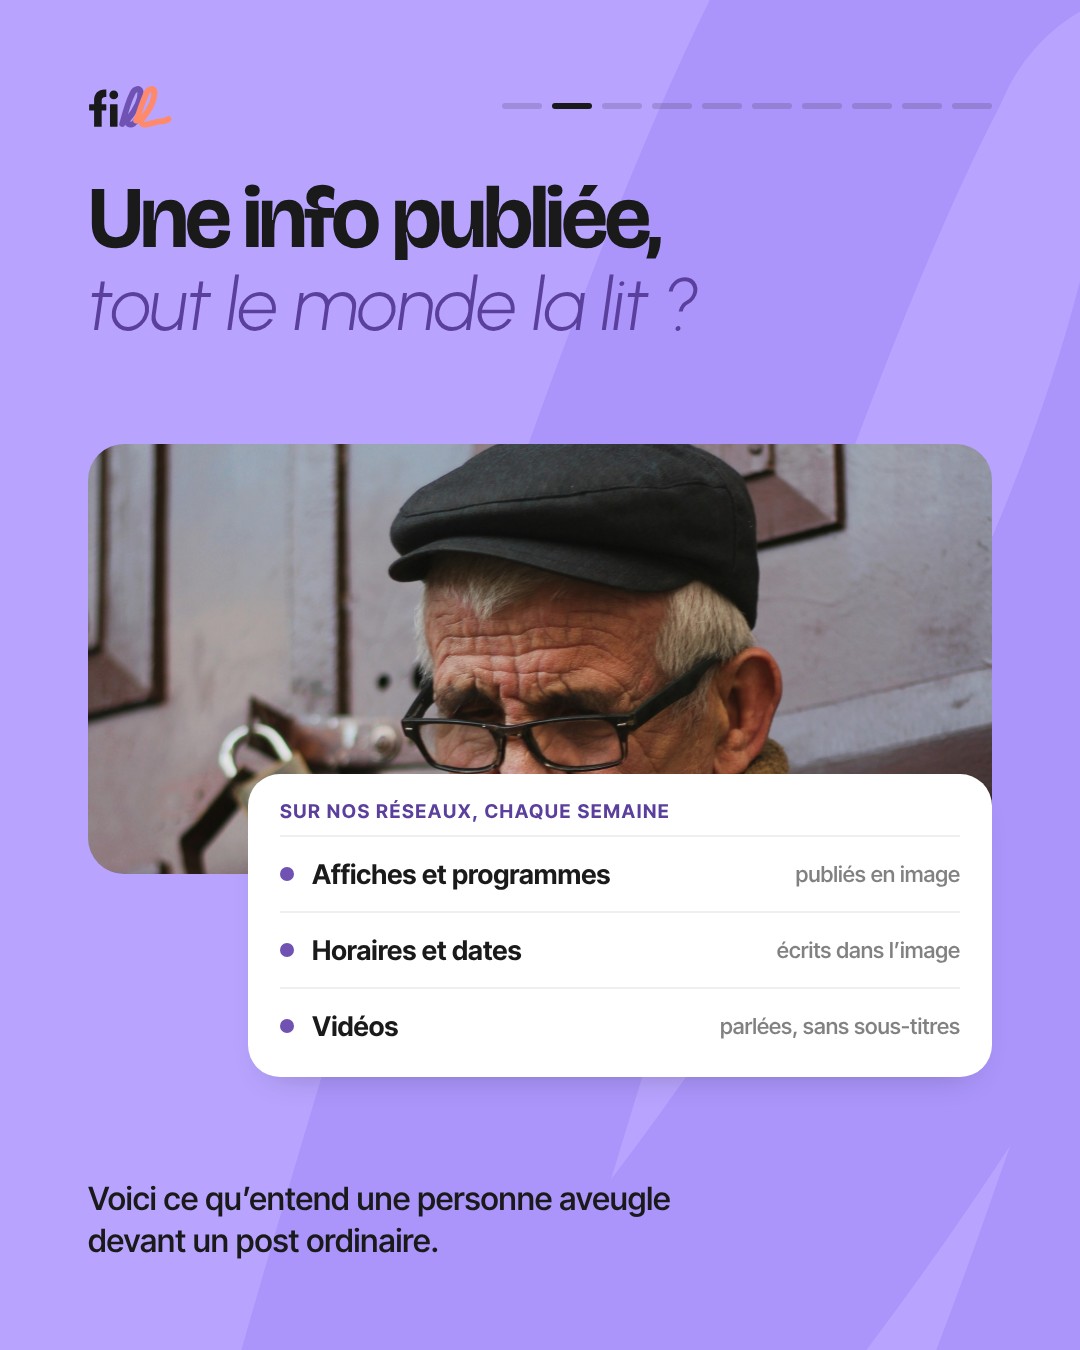 fill
Une info publiée,
tout le monde la lit ?
SUR NOS RÉSEAUX, CHAQUE SEMAINE
Affiches et programmes publiés en image
Horaires et dates écrits dans l’image
Vidéos parlées, sans sous-titres
Voici ce qu’entend une personne aveugle
devant un post ordinaire.